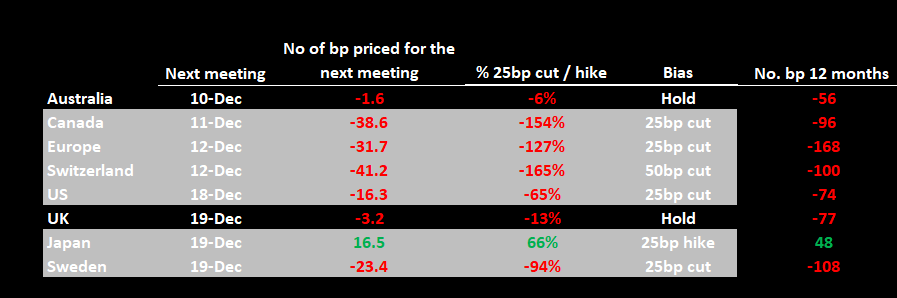 No of bp priced for the
Next meeting next meeting % 25bp cut / hike Bias No. bp 12 months
Australia 10-Dec -1.6 -6% Hold -56
Canada 11-Dec -38.6 -154% 25bp cut -96
Europe 12-Dec -31.7 -127% 25bp cut -168
Switzerland 12-Dec -41.2 -165% 50bp cut -100
US 18-Dec -16.3 -65% 25bp cut -74
UK 19-Dec -3.2 -13% Hold -77
Japan 19-Dec 16.5 66% 25bp hike 48
Sweden 19-Dec -23.4 -94% 25bp cut -108